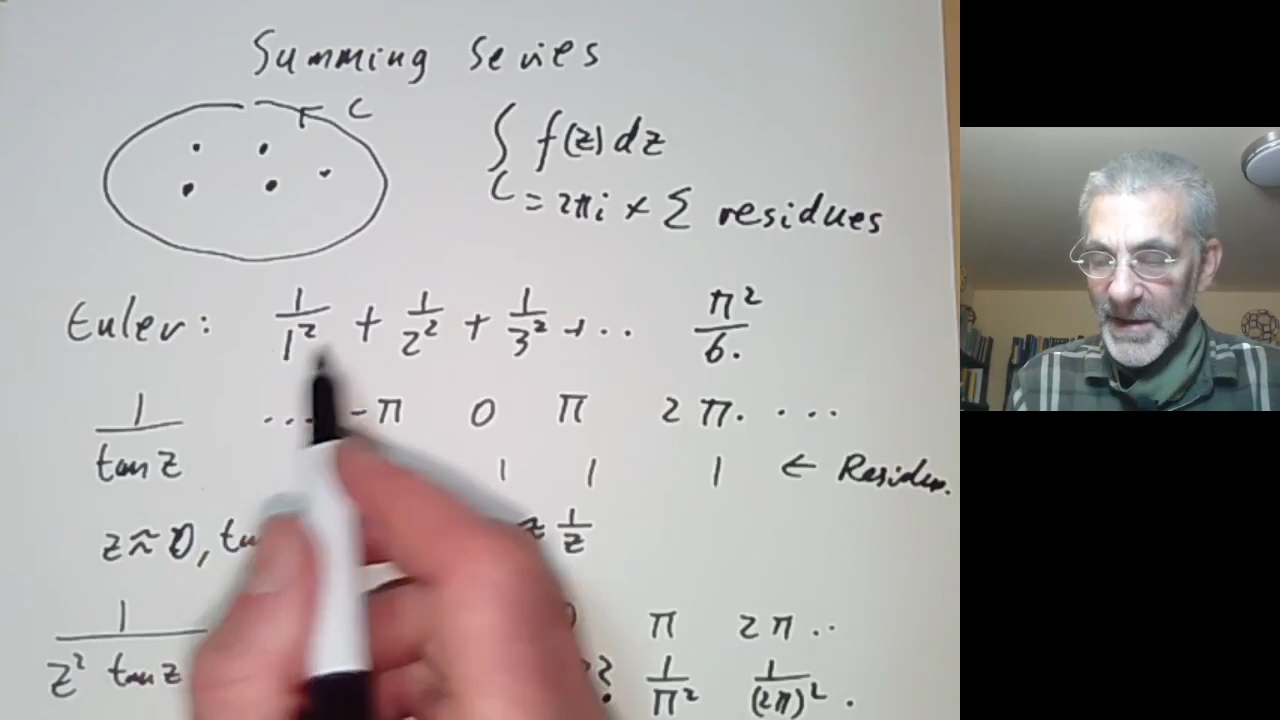 Summing Series
C
∫ f(z) dz
C = 2πi × Σ residues
Euler: 1/1² + 1/2² + 1/3² + .. π²/6.
1/tan z ... -π 0 π 2π. ...
1 1 1 ←
z ≈ 0, ≈ 1/z
1/(z² tan z) π 2π ..
? 1/π² 1/(2π)² .